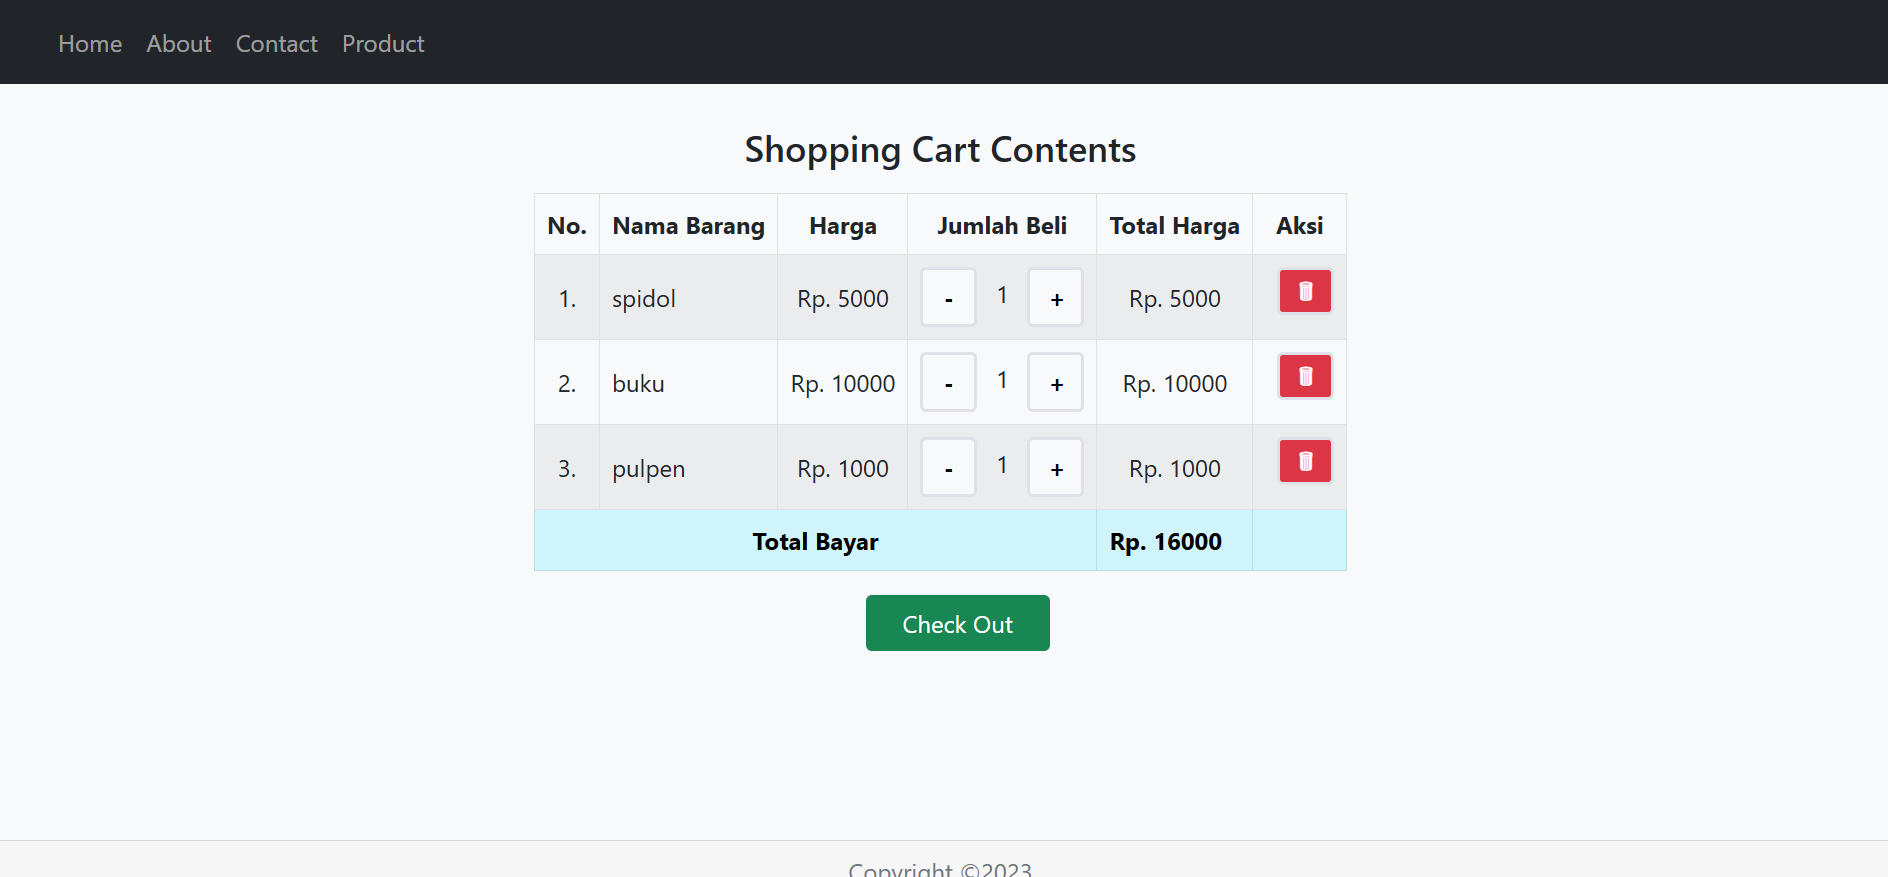 Home About Contact Product
Shopping Cart Contents
No. Nama Barang Harga Jumlah Beli Total Harga Aksi
1. spidol Rp. 5000 - 1 + Rp. 5000
2. buku Rp. 10000 - 1 + Rp. 10000
3. pulpen Rp. 1000 - 1 + Rp. 1000
Total Bayar Rp. 16000
Check Out
Copyright ©2023